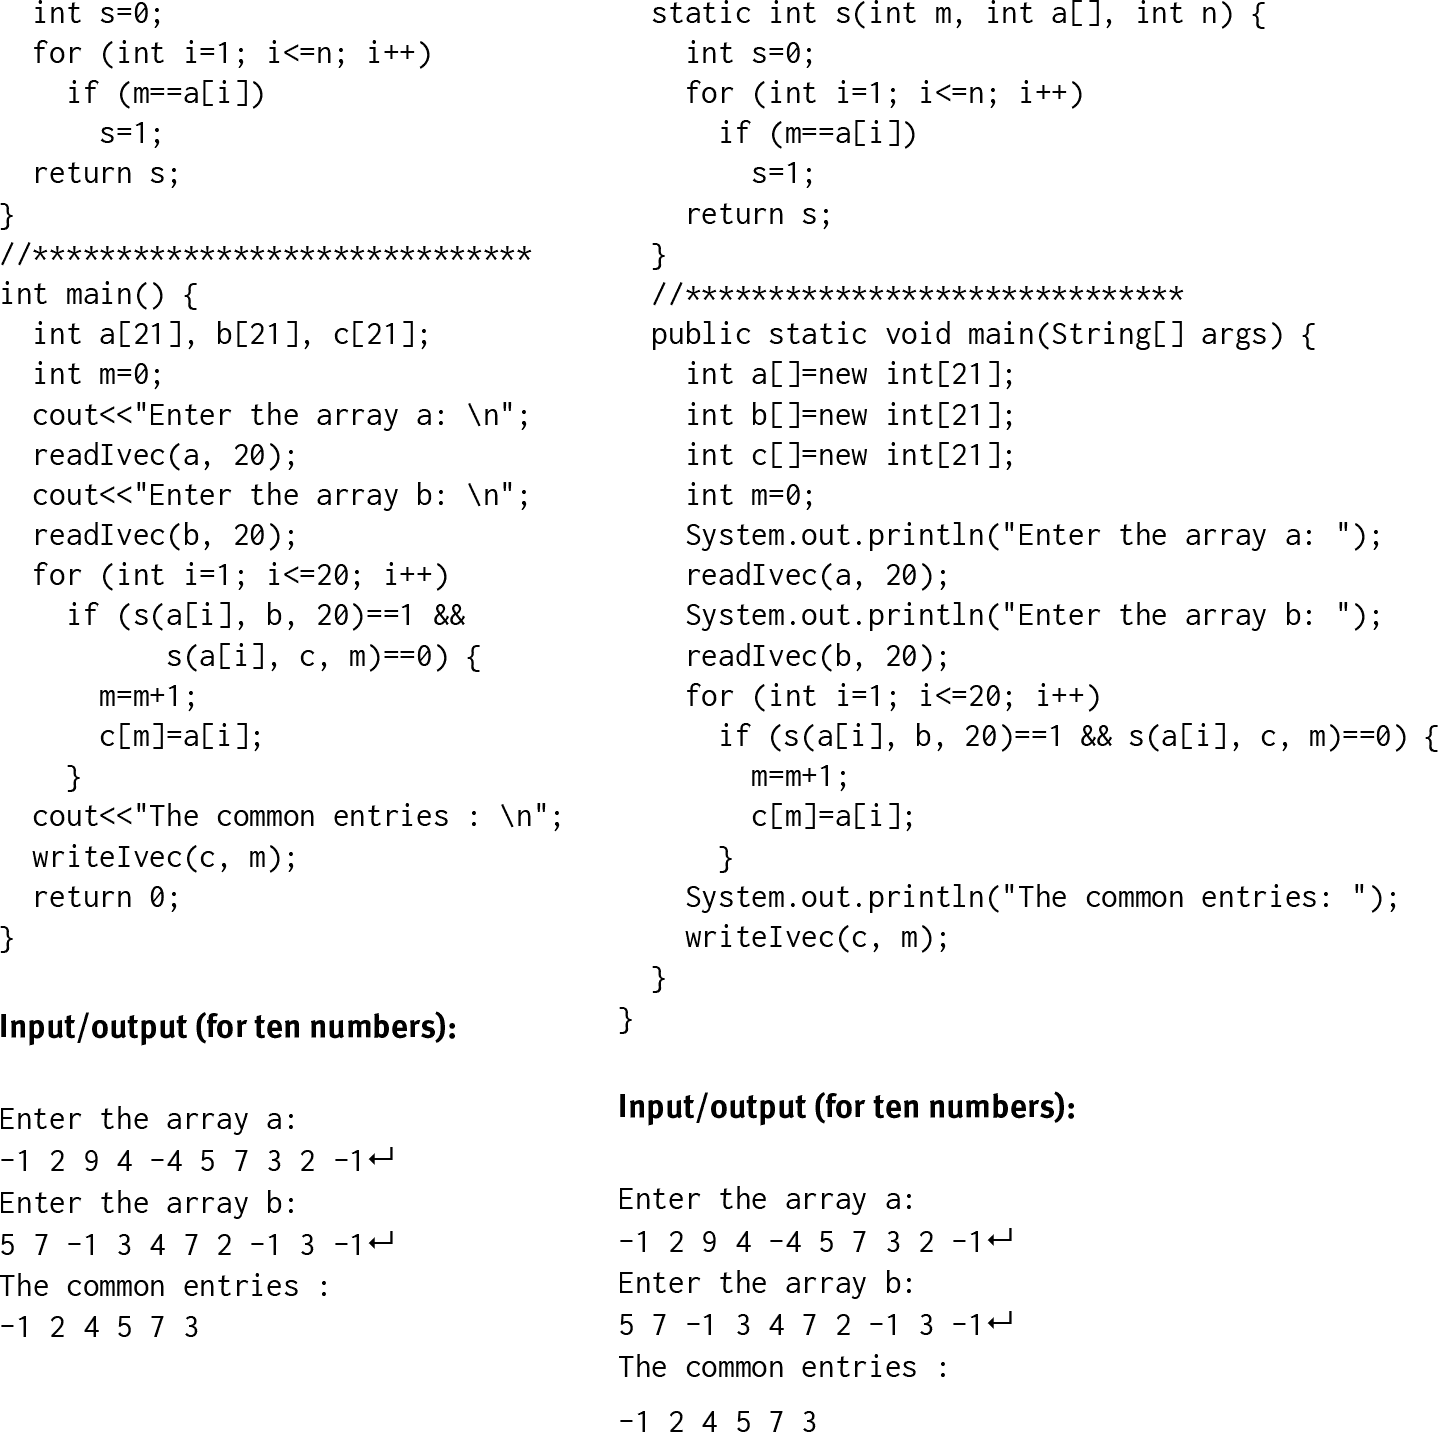 int s=0;
  for (int i=1; i<=n; i++)
    if (m==a[i])
      s=1;
  return s;
}
//******************************
int main() {
  int a[21], b[21], c[21];
  int m=0;
  cout<<"Enter the array a: \n";
  readIvec(a, 20);
  cout<<"Enter the array b: \n";
  readIvec(b, 20);
  for (int i=1; i<=20; i++)
    if (s(a[i], b, 20)==1 &&
          s(a[i], c, m)==0) {
      m=m+1;
      c[m]=a[i];
    }
  cout<<"The common entries : \n";
  writeIvec(c, m);
  return 0;
}
Input/output (for ten numbers):
Enter the array a:
-1 2 9 4 -4 5 7 3 2 -1↵
Enter the array b:
5 7 -1 3 4 7 2 -1 3 -1↵
The common entries :
-1 2 4 5 7 3
  static int s(int m, int a[], int n) {
    int s=0;
    for (int i=1; i<=n; i++)
      if (m==a[i])
        s=1;
    return s;
  }
  //******************************
  public static void main(String[] args) {
    int a[]=new int[21];
    int b[]=new int[21];
    int c[]=new int[21];
    int m=0;
    System.out.println("Enter the array a: ");
    readIvec(a, 20);
    System.out.println("Enter the array b: ");
    readIvec(b, 20);
    for (int i=1; i<=20; i++)
      if (s(a[i], b, 20)==1 && s(a[i], c, m)==0) {
        m=m+1;
        c[m]=a[i];
      }
    System.out.println("The common entries: ");
    writeIvec(c, m);
  }
}
Input/output (for ten numbers):
Enter the array a:
-1 2 9 4 -4 5 7 3 2 -1↵
Enter the array b:
5 7 -1 3 4 7 2 -1 3 -1↵
The common entries :
-1 2 4 5 7 3